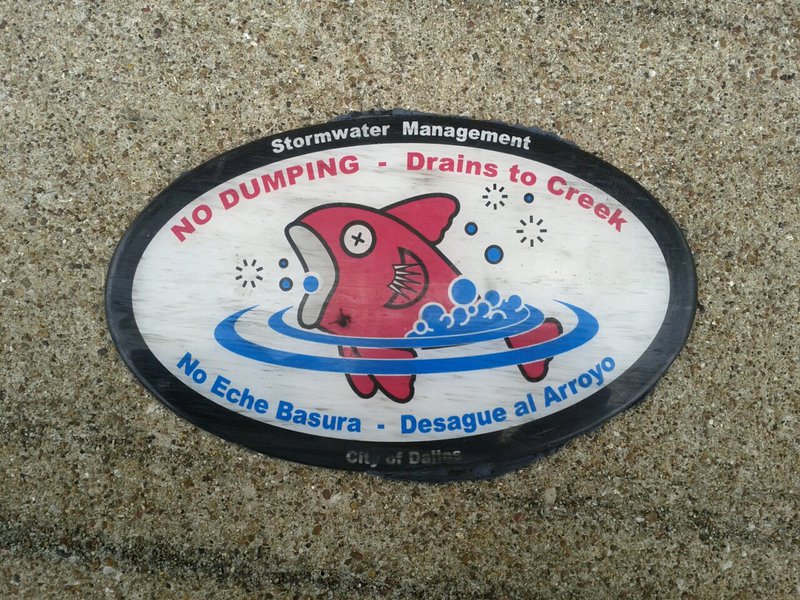 Stormwater Management
NO DUMPING - Drains to Creek
No Eche Basura - Desague al Arroyo
City of Dallas